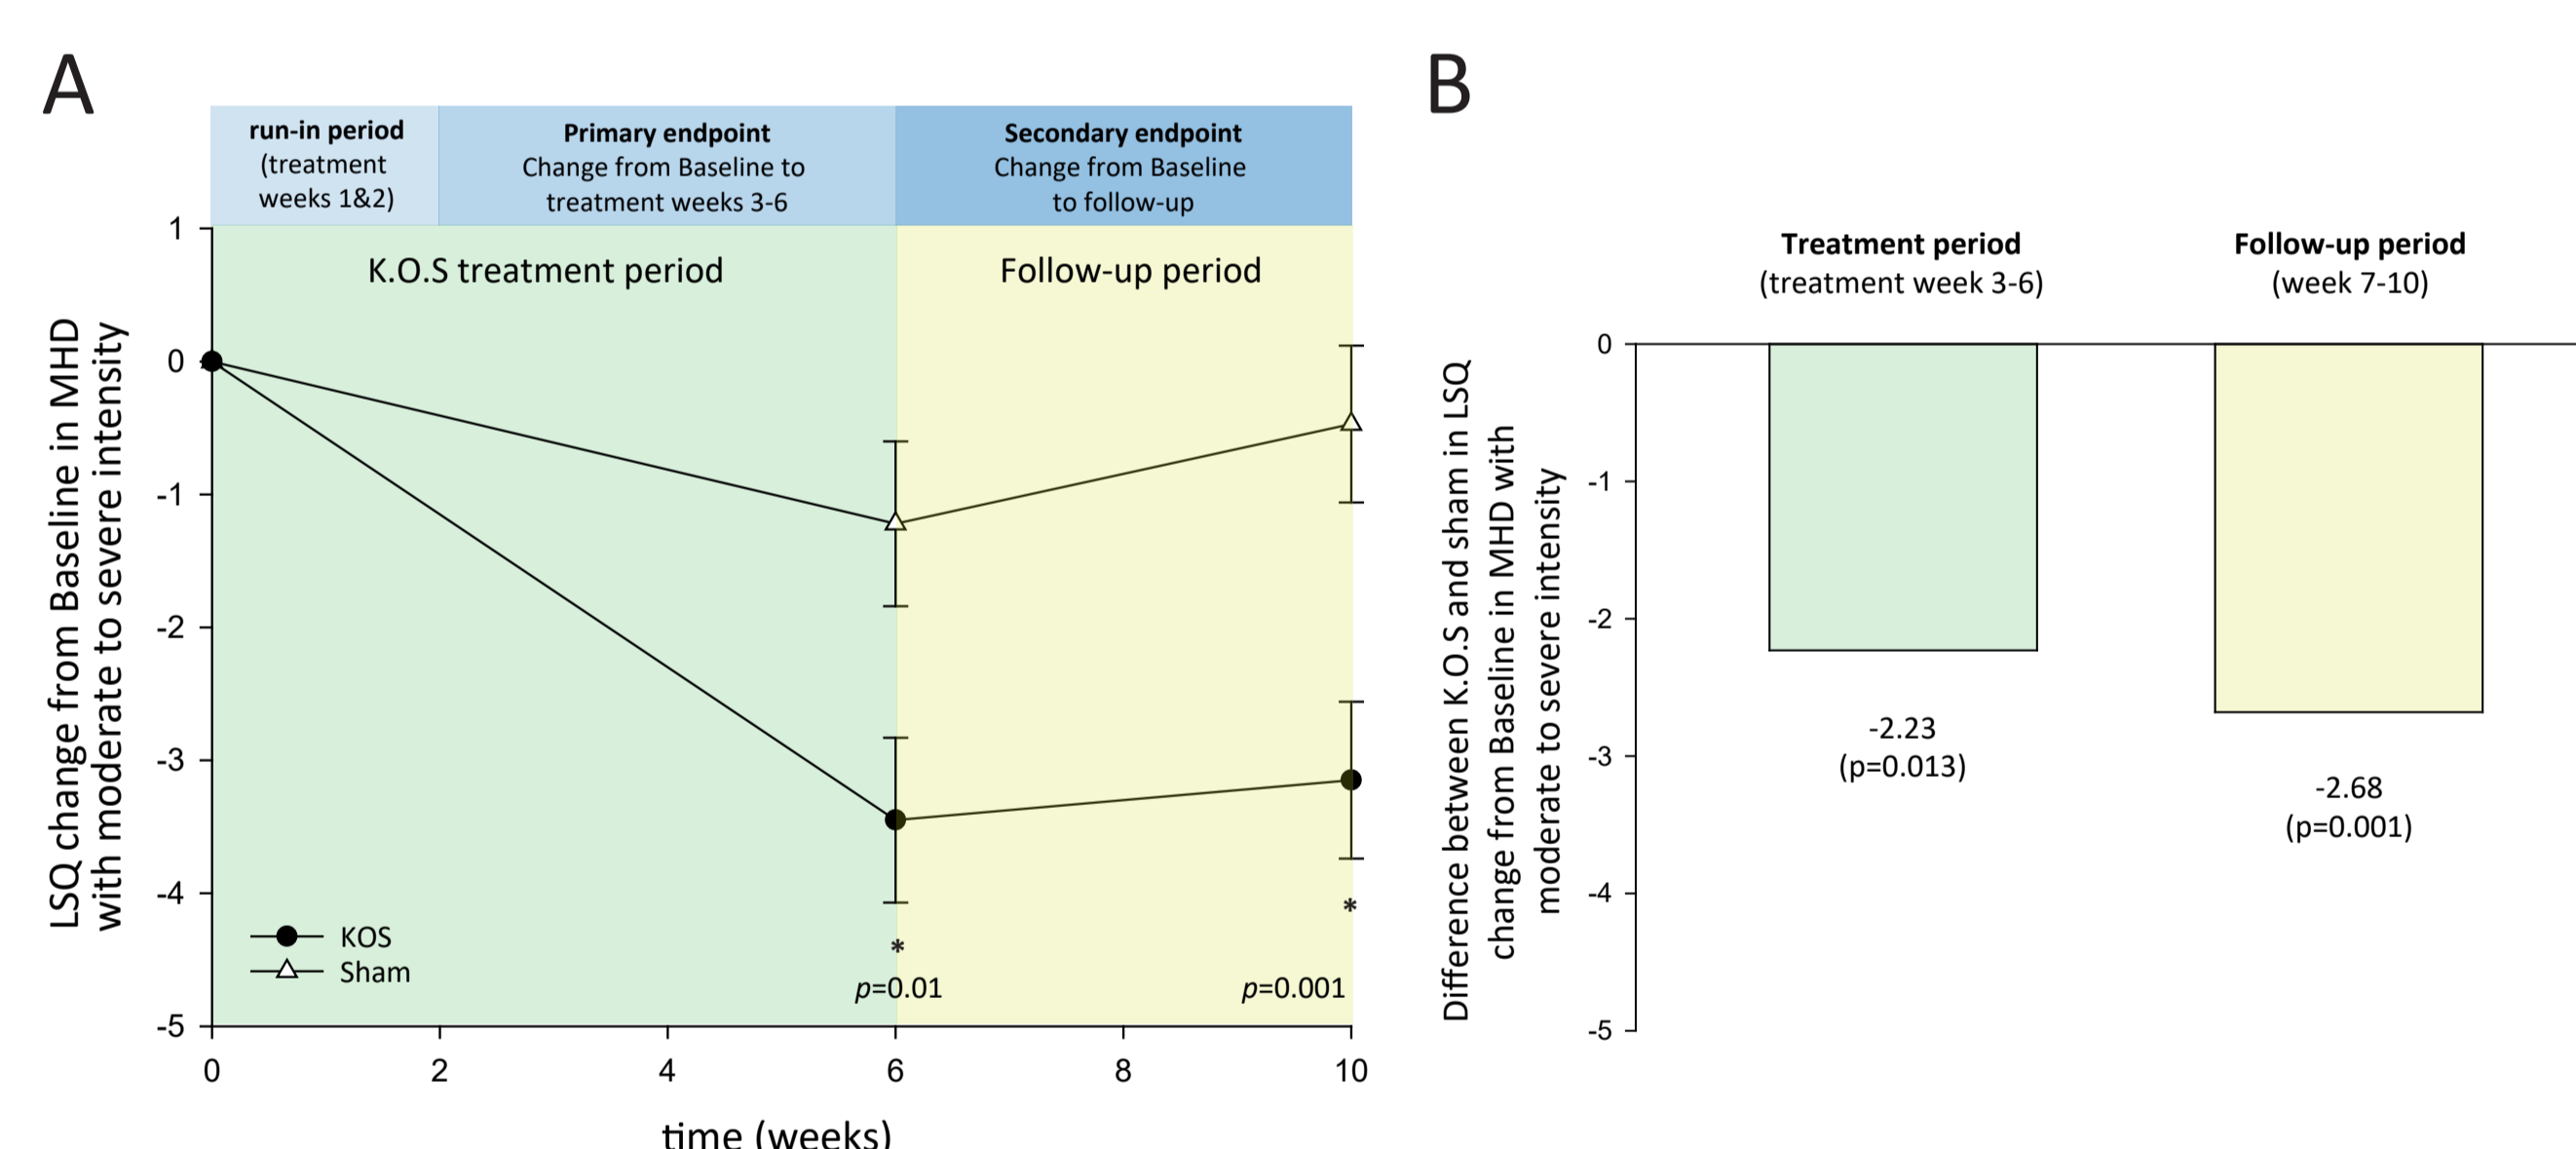 A
run-in period
(treatment
weeks 1&2)
Primary endpoint
Change from Baseline to
treatment weeks 3-6
Secondary endpoint
Change from Baseline
to follow-up
K.O.S treatment period
Follow-up period
LSQ change from Baseline in MHD
with moderate to severe intensity
1
0
-1
-2
-3
-4
-5
KOS
Sham
*
p=0.01
*
p=0.001
0
2
4
6
8
10
time (weeks)
B
Treatment period
(treatment week 3-6)
Follow-up period
(week 7-10)
Difference between K.O.S and sham in LSQ
change from Baseline in MHD with
moderate to severe intensity
0
-1
-2
-3
-4
-5
-2.23
(p=0.013)
-2.68
(p=0.001)